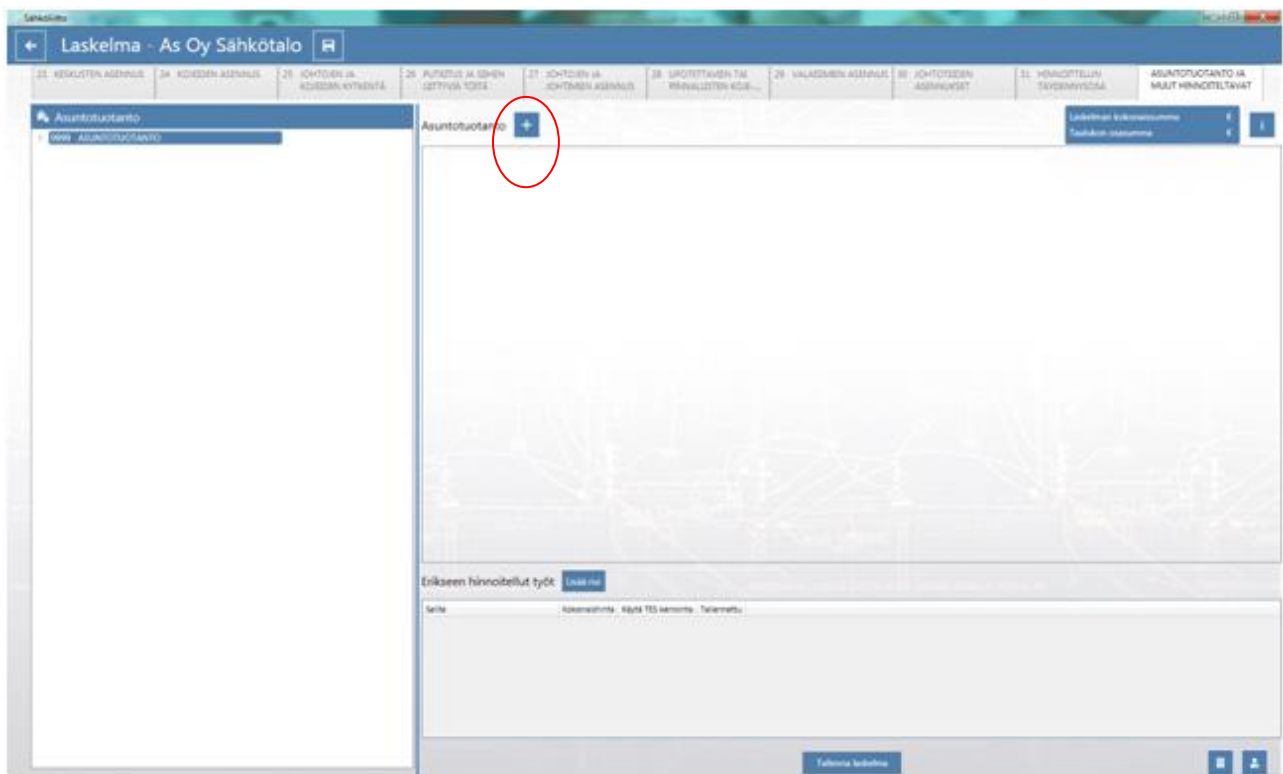 Sähköliitto
Laskelma - As Oy Sähkötalo
23 KESKUSTEN ASENNUS
24 KOJEIDEN ASENNUS
25 JOHTOJEN JA
KOJEIDEN KYTKENTÄ
26 PUTKITUS JA SIIHEN
LIITTYVIÄ TÖITÄ
27 JOHTOJEN JA
JOHTIMIEN ASENNUS
28 UPOTETTAVIEN TAI
PINNALLISTEN KOJE-...
29 VALAISIMIEN ASENNUS
30 JOHTOTEIDEN
ASENNUKSET
31 HINNOITTELUN
TÄYDENNYSOSA
ASUNTOTUOTANTO JA
MUUT HINNOITELTAVAT
Asuntotuotanto
9999 ASUNTOTUOTANTO
Asuntotuotanto +
Laskelman kokonaissumma €
Taulukon osasumma €
i
Erikseen hinnoitellut työt Lisää rivi
Selite Kokonaishinta Käytä TES kerrointa Tallennettu
Tallenna laskelma